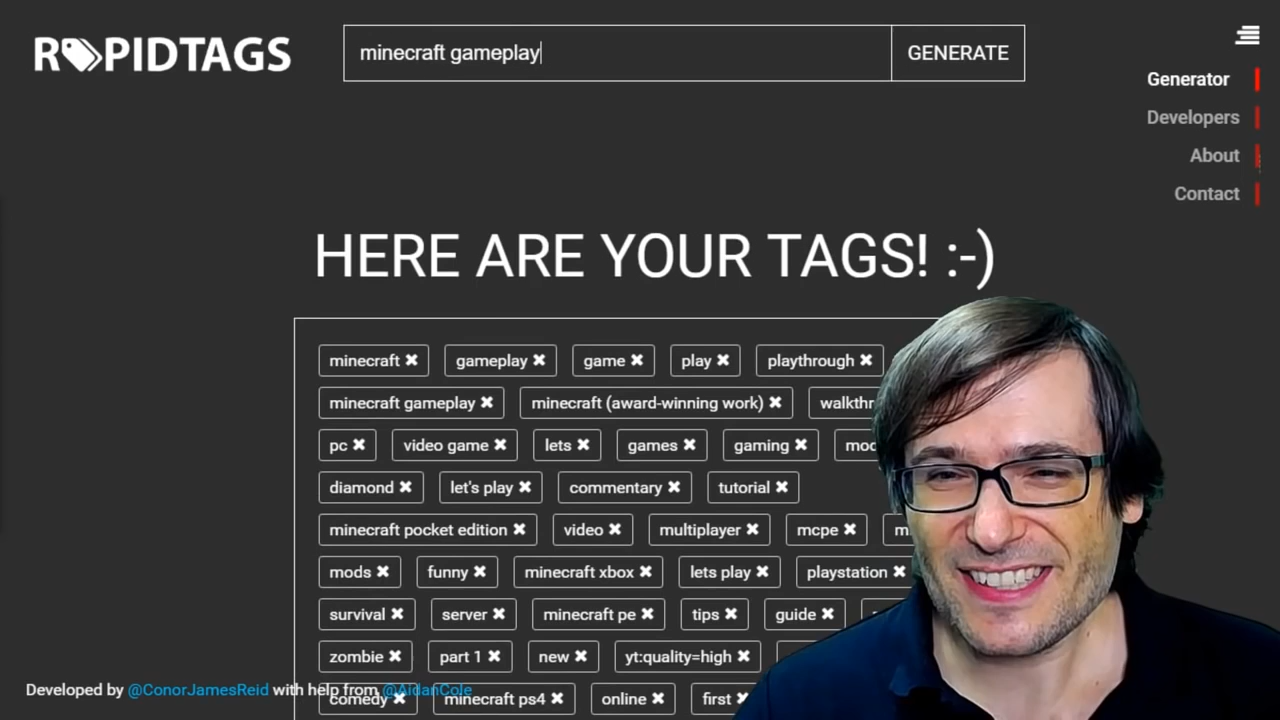 RAPIDTAGS
minecraft gameplay
GENERATE
Generator
Developers
About
Contact
HERE ARE YOUR TAGS! :-)
minecraft ✖ gameplay ✖ game ✖ play ✖ playthrough ✖
minecraft gameplay ✖ minecraft (award-winning work) ✖
pc ✖ video game ✖ lets ✖ games ✖ gaming ✖
diamond ✖ let's play ✖ commentary ✖ tutorial ✖
minecraft pocket edition ✖ video ✖ multiplayer ✖ mcpe ✖
mods ✖ funny ✖ minecraft xbox ✖ lets play ✖ playstation ✖
survival ✖ server ✖ minecraft pe ✖ tips ✖ guide ✖
zombie ✖ part 1 ✖ new ✖ yt:quality=high ✖
Developed by @ConorJamesReid with help from @AidanCole
comedy ✖ minecraft ps4 ✖ online ✖ first ✖